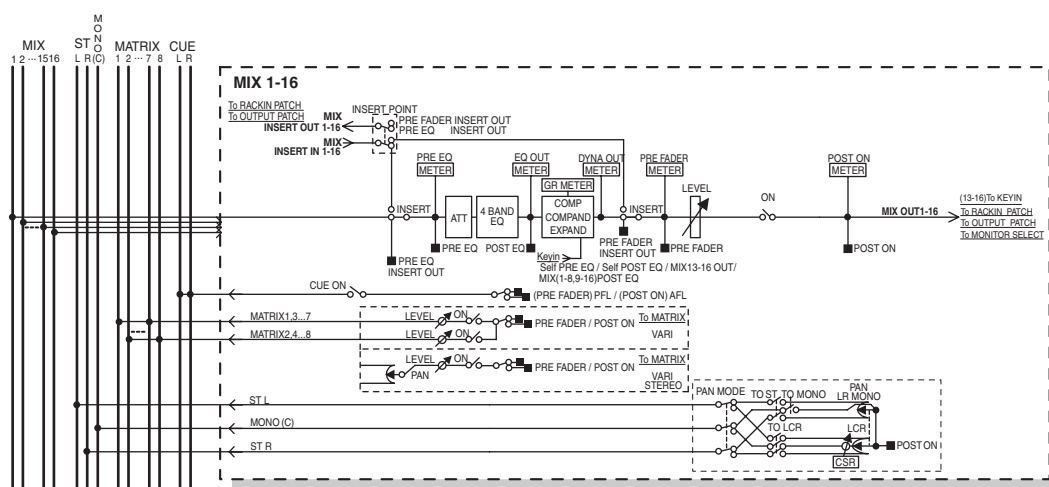 M
O
N
O
MIX ST MATRIX CUE
1 2 ··· 15 16 L R (C) 1 2 ··· 7 8 L R
MIX 1-16
To RACKIN PATCH
To OUTPUT PATCH
MIX
INSERT OUT 1-16
MIX
INSERT IN 1-16
INSERT POINT
PRE FADER INSERT OUT
PRE EQ INSERT OUT
PRE EQ
METER
EQ OUT
METER
DYNA OUT
METER
PRE FADER
METER
POST ON
METER
GR METER
INSERT
ATT
4 BAND
EQ
COMP
COMPAND
EXPAND
INSERT
LEVEL
ON
MIX OUT1-16
(13-16)To KEYIN
To RACKIN PATCH
To OUTPUT PATCH
To MONITOR SELECT
PRE EQ
INSERT OUT
PRE EQ
POST EQ
PRE FADER
INSERT OUT
PRE FADER
POST ON
Keyin
Self PRE EQ / Self POST EQ / MIX13-16 OUT/
MIX(1-8,9-16)POST EQ
CUE ON
(PRE FADER) PFL / (POST ON) AFL
MATRIX1,3...7
LEVEL ON
PRE FADER / POST ON
To MATRIX
MATRIX2,4...8
LEVEL ON
VARI
LEVEL ON
PAN
PRE FADER / POST ON
To MATRIX
VARI
STEREO
ST L
MONO (C)
ST R
PAN MODE
TO ST
TO MONO
PAN
LR MONO
TO LCR
LCR
CSR
POST ON